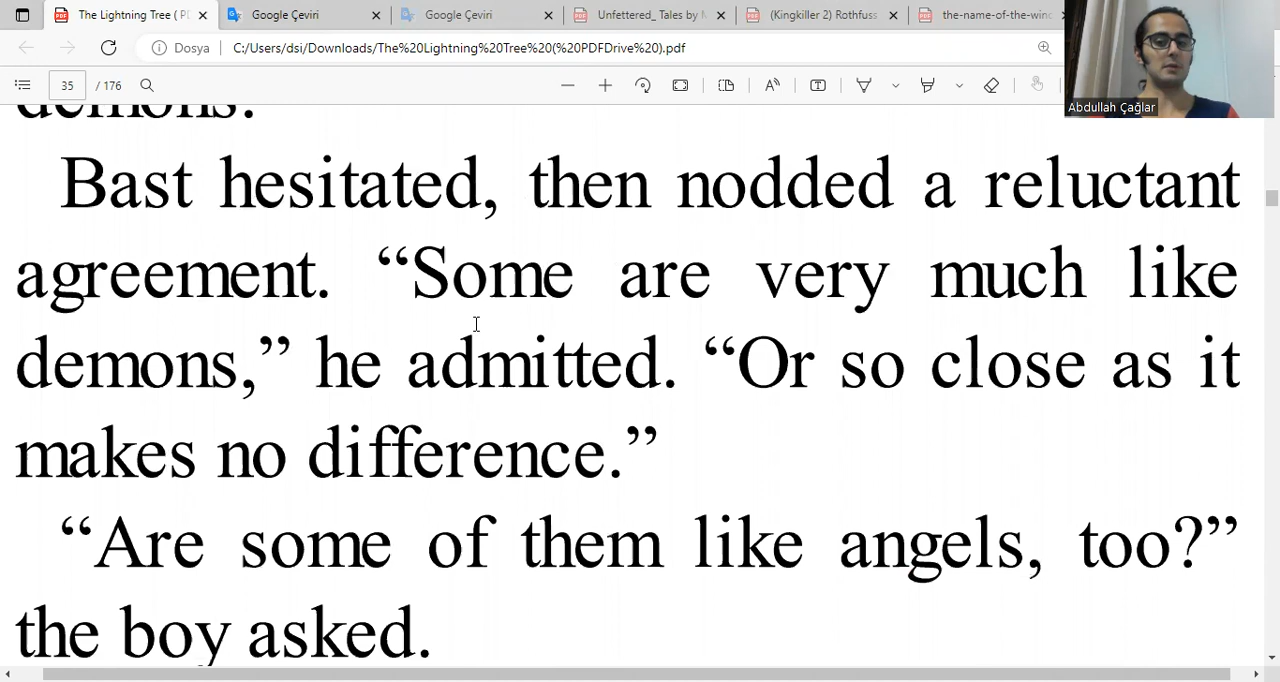 The Lightning Tree ( P
Google Çeviri
Google Çeviri
Unfettered_ Tales by M
(Kingkiller 2) Rothfuss
the-name-of-the-wind
Dosya
C:/Users/dsi/Downloads/The%20Lightning%20Tree%20(%20PDFDrive%20).pdf
35 / 176
Abdullah Çağlar
demons.
Bast hesitated, then nodded a reluctant
agreement. “Some are very much like
demons,” he admitted. “Or so close as it
makes no difference.”
“Are some of them like angels, too?”
the boy asked.